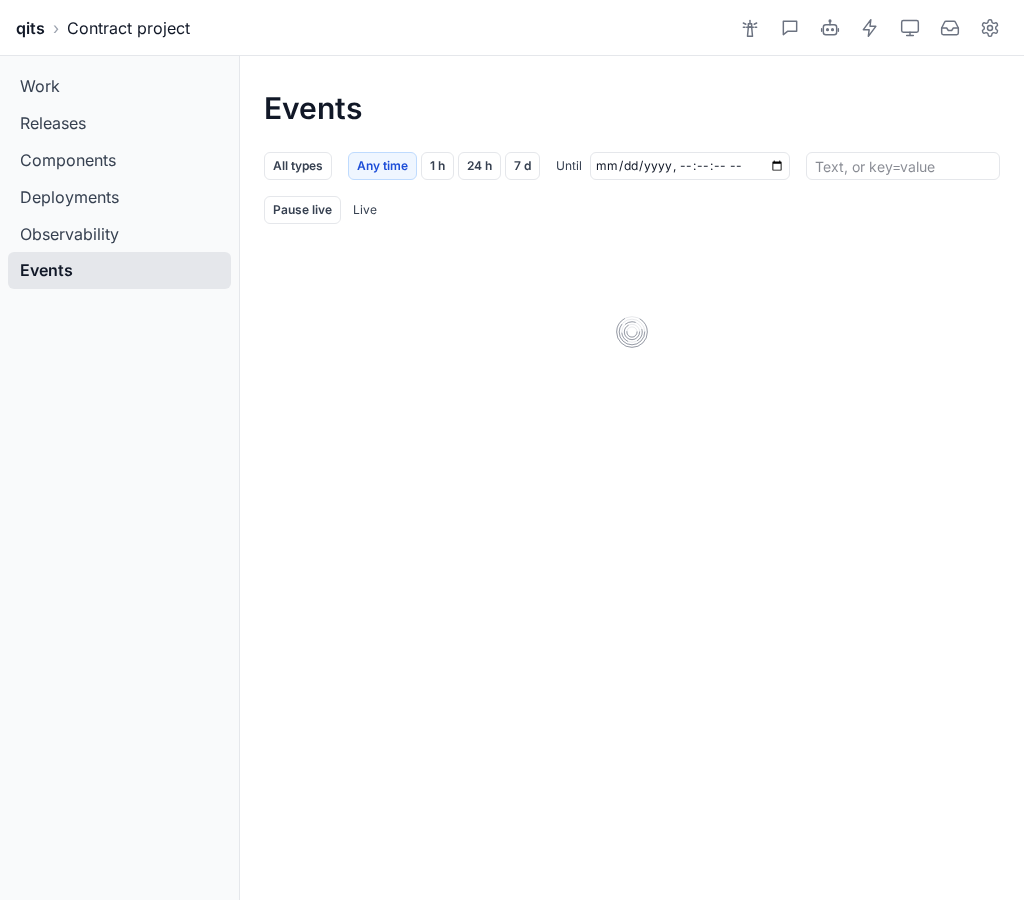 qits › Contract project
Work
Releases
Components
Deployments
Observability
Events
Events
All types Any time 1 h 24 h 7 d Until mm/dd/yyyy, --:--:-- -- Text, or key=value
Pause live Live